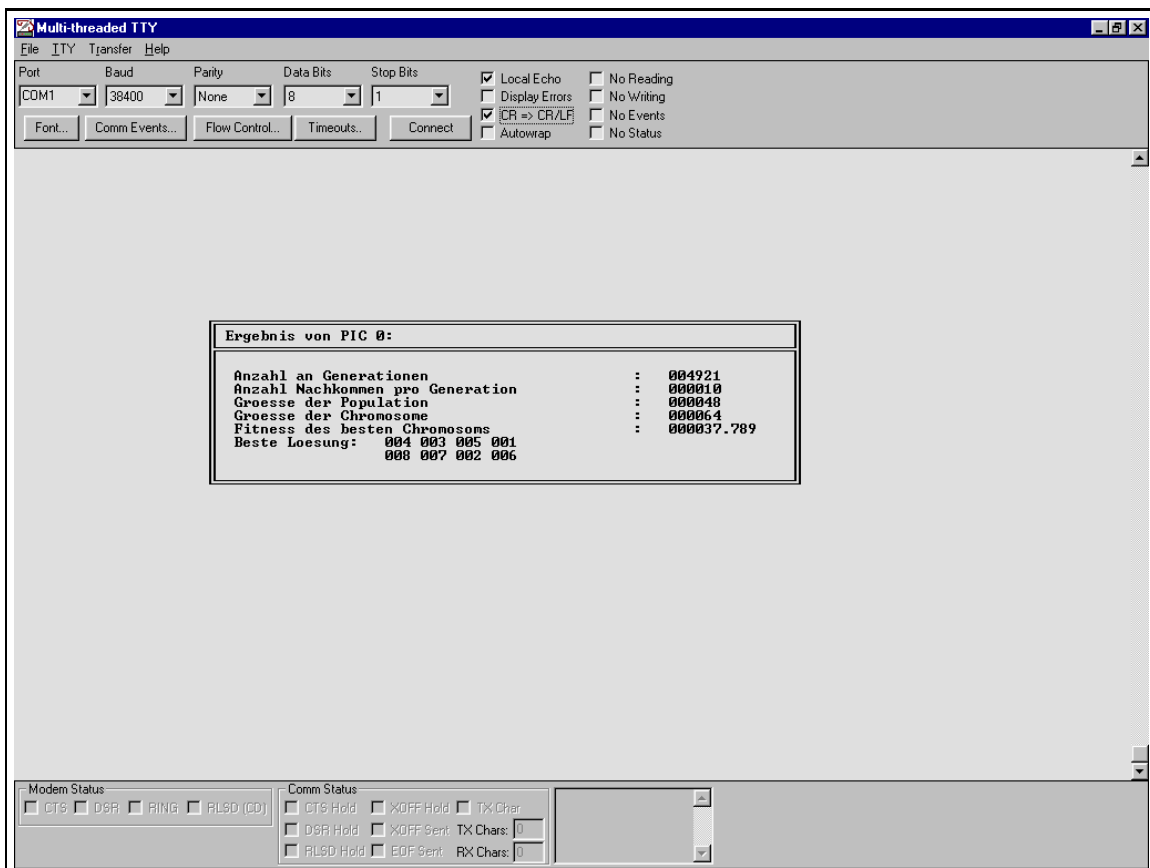 Multi-threaded TTY
File TTY Transfer Help
Port Baud Parity Data Bits Stop Bits
COM1 38400 None 8 1
Font... Comm Events... Flow Control... Timeouts.. Connect
Local Echo No Reading
Display Errors No Writing
CR => CR/LF No Events
Autowrap No Status
Ergebnis von PIC 0:
Anzahl an Generationen : 004921
Anzahl Nachkommen pro Generation : 000010
Groesse der Population : 000048
Groesse der Chromosome : 000064
Fitness des besten Chromosoms : 000037.789
Beste Loesung: 004 003 005 001
008 007 002 006
Modem Status
CTS DSR RING RLSD (CD)
Comm Status
CTS Hold XOFF Hold TX Char
DSR Hold XOFF Sent TX Chars: 0
RLSD Hold EOF Sent RX Chars: 0